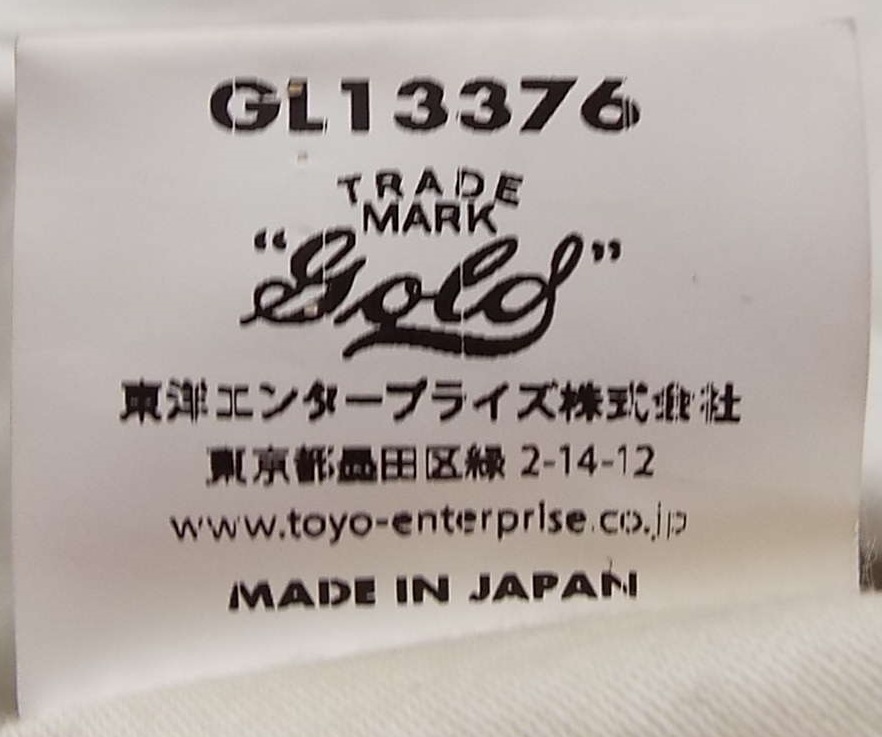 GL13376
TRADE
MARK
“Gold”
東洋エンタープライズ株式会社
東京都墨田区緑 2-14-12
www.toyo-enterprise.co.jp
MADE IN JAPAN